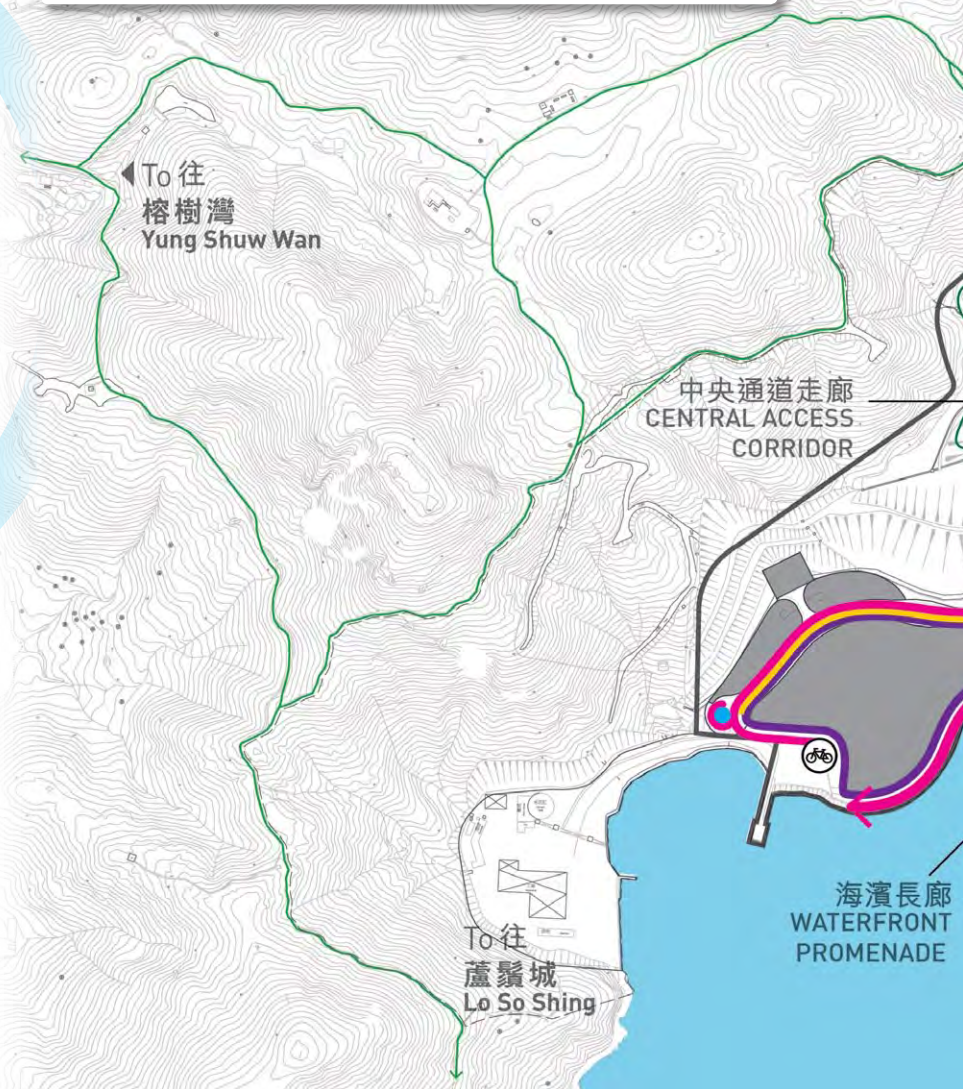 To 往
榕樹灣
Yung Shuw Wan
中央通道走廊
CENTRAL ACCESS
CORRIDOR
海濱長廊
WATERFRONT
PROMENADE
To 往
蘆鬚城
Lo So Shing